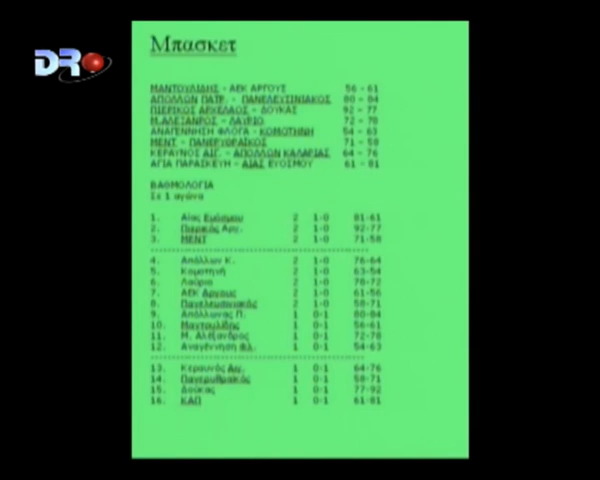 DRO
Μπασκετ
ΜΑΝΤΟΥΛΙΔΗΣ - ΑΕΚ ΑΡΓΟΥΣ 56 - 61
ΑΠΟΛΛΩΝ ΠΑΤΡ. - ΠΑΝΕΛΕΥΣΙΝΙΑΚΟΣ 80 - 84
ΠΙΕΡΙΚΟΣ ΑΡΧΕΛΑΟΣ - ΔΟΥΚΑΣ 92 - 77
Μ.ΑΛΕΞΑΝΡΟΣ - ΛΑΥΡΙΟ 72 - 78
ΑΝΑΓΕΝΝΗΣΗ ΦΛΟΓΑ - ΚΟΜΟΤΗΝΗ 54 - 63
ΜΕΝΤ - ΠΑΝΕΡΥΘΡΑΪΚΟΣ 71 - 58
ΚΕΡΑΥΝΟΣ ΑΙΓ. - ΑΠΟΛΛΩΝ ΚΑΛΑΡΙΑΣ 64 - 76
ΑΓΙΑ ΠΑΡΑΣΚΕΥΗ - ΑΙΑΣ ΕΥΟΣΜΟΥ 61 - 81
ΒΑΘΜΟΛΟΓΙΑ
Σε 1 αγώνα
1. Αίας Ευόσμου 2 1-0 81-61
2. Πιερικός Αρχ. 2 1-0 92-77
3. ΜΕΝΤ 2 1-0 71-58
4. Απόλλων Κ. 2 1-0 76-64
5. Κομοτηνή 2 1-0 63-54
6. Λαύριο 2 1-0 78-72
7. ΑΕΚ Αργους 2 1-0 61-56
8. Πανελευσινιακός 2 1-0
9. Απόλλωνας Π. 1 0-1 80-84
10. Μαντουλίδης 1 0-1 56-61
11. Μ. Αλέξανδρος 1 0-1 72-78
12. Αναγέννηση Φλ. 1 0-1 54-63
13. Κεραυνός Αιγ. 1 0-1 64-76
14. Πανερυθραϊκός 1 0-1 58-71
15. Δούκας 1 0-1 77-92
16. ΚΑΠ 1 0-1 61-81